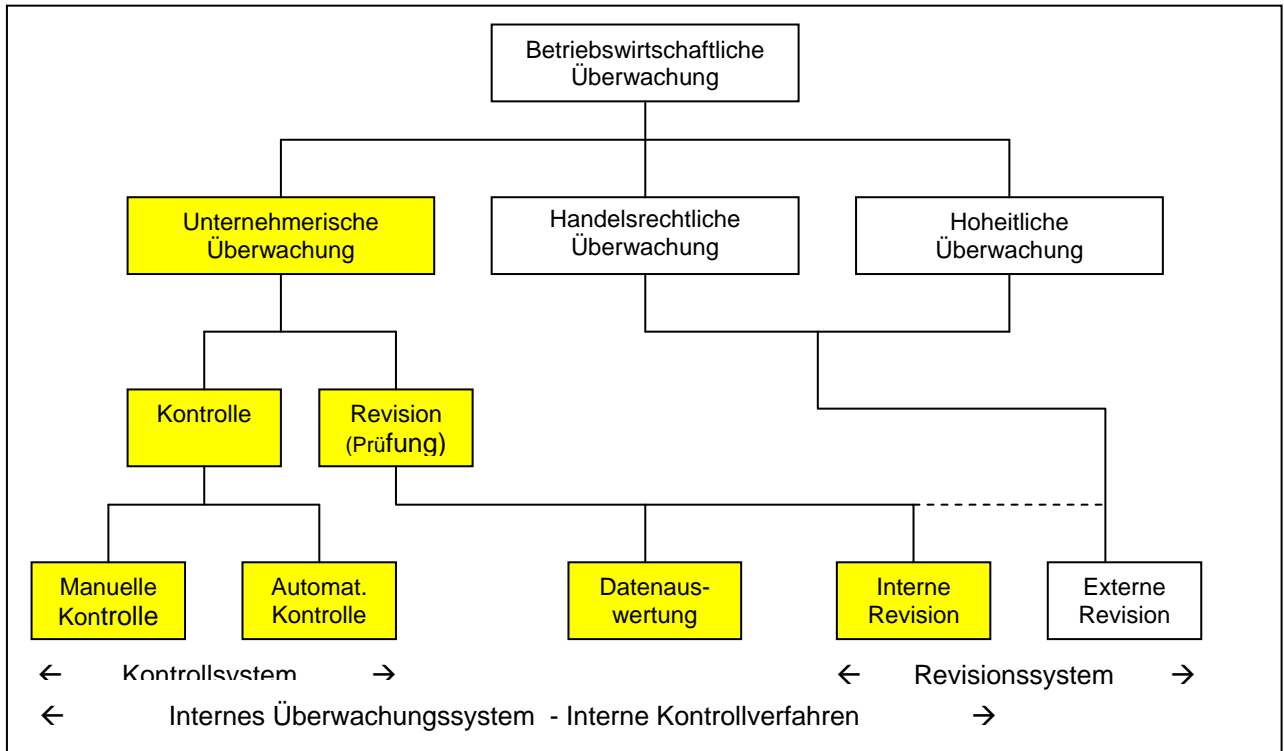 Betriebswirtschaftliche
Überwachung
Unternehmerische
Überwachung
Handelsrechtliche
Überwachung
Hoheitliche
Überwachung
Kontrolle
Revision
(Prüfung)
Manuelle
Kontrolle
Automat.
Kontrolle
Datenaus-
wertung
Interne
Revision
Externe
Revision
← Kontrollsystem →
← Revisionssystem →
← Internes Überwachungssystem - Interne Kontrollverfahren →